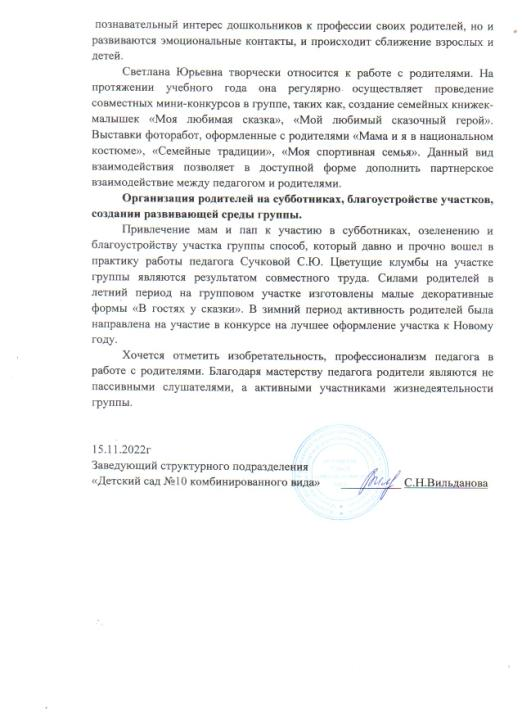 познавательный интерес дошкольников к профессии своих родителей, но и
развиваются эмоциональные контакты, и происходит сближение взрослых и
детей.
Светлана Юрьевна творчески относится к работе с родителями. На
протяжении учебного года она регулярно осуществляет проведение
совместных мини-конкурсов в группе, таких как, создание семейных книжек-
малышек «Моя любимая сказка», «Мой любимый сказочный герой».
Выставки фоторабот, оформленные с родителями «Мама и я в национальном
костюме», «Семейные традиции», «Моя спортивная семья». Данный вид
взаимодействия позволяет в доступной форме дополнить партнерское
взаимодействие между педагогом и родителями.
Организация родителей на субботниках, благоустройстве участков,
создании развивающей среды группы.
Привлечение мам и пап к участию в субботниках, озеленению и
благоустройству участка группы способ, который давно и прочно вошел в
практику работы педагога Сучковой С.Ю. Цветущие клумбы на участке
группы являются результатом совместного труда. Силами родителей в
летний период на групповом участке изготовлены малые декоративные
формы «В гостях у сказки». В зимний период активность родителей была
направлена на участие в конкурсе на лучшее оформление участка к Новому
году.
Хочется отметить изобретательность, профессионализм педагога в
работе с родителями. Благодаря мастерству педагога родители являются не
пассивными слушателями, а активными участниками жизнедеятельности
группы.
15.11.2022г
Заведующий структурного подразделения
«Детский сад №10 комбинированного вида» С.Н.Вильданова